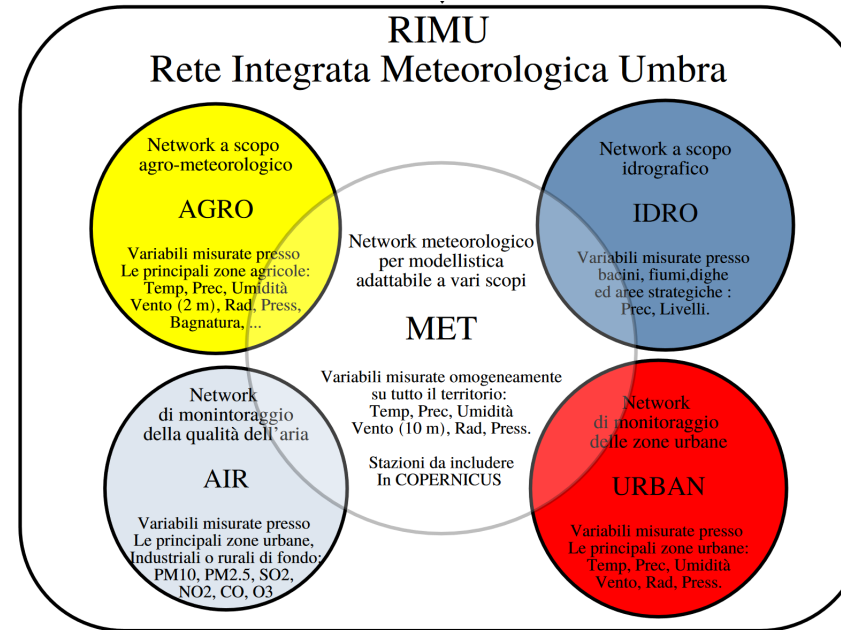 RIMU
Rete Integrata Meteorologica Umbra
Network a scopo
agro-meteorologico
AGRO
Variabili misurate presso
Le principali zone agricole:
Temp, Prec, Umidità
Vento (2 m), Rad, Press,
Bagnatura, ...
Network a scopo
idrografico
IDRO
Variabili misurate presso
bacini, fiumi,dighe
ed aree strategiche :
Prec, Livelli.
Network meteorologico
per modellistica
adattabile a vari scopi
MET
Variabili misurate omogeneamente
su tutto il territorio:
Temp, Prec, Umidità
Vento (10 m), Rad, Press.
Stazioni da includere
In COPERNICUS
Network
di monintoraggio
della qualità dell'aria
AIR
Variabili misurate presso
Le principali zone urbane,
Industriali o rurali di fondo:
PM10, PM2.5, SO2,
NO2, CO, O3
Network
di monitoraggio
delle zone urbane
URBAN
Variabili misurate presso
Le principali zone urbane:
Temp, Prec, Umidità
Vento, Rad, Press.